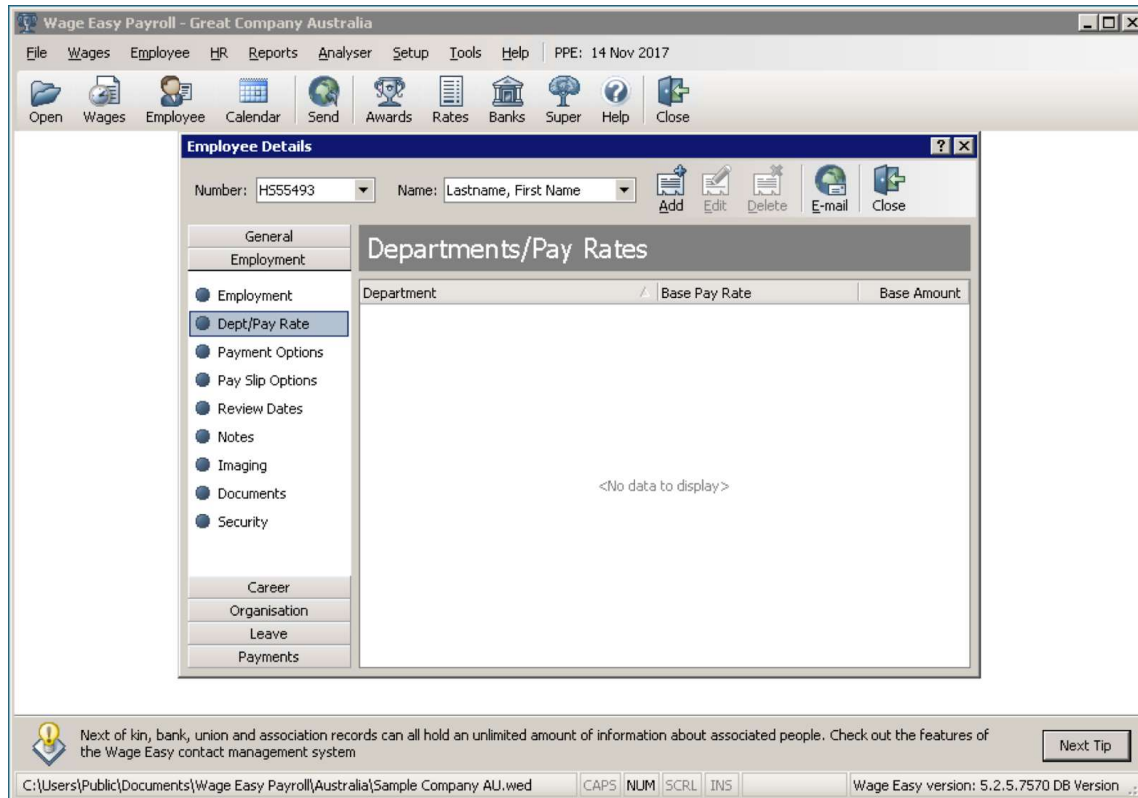 Wage Easy Payroll - Great Company Australia
File Wages Employee HR Reports Analyser Setup Tools Help PPE: 14 Nov 2017
Open Wages Employee Calendar Send Awards Rates Banks Super Help Close
Employee Details
Number: HS55493 Name: Lastname, First Name Add Edit Delete E-mail Close
General
Employment
Departments/Pay Rates
Employment
Dept/Pay Rate
Payment Options
Pay Slip Options
Review Dates
Notes
Imaging
Documents
Security
Department Base Pay Rate Base Amount
<No data to display>
Career
Organisation
Leave
Payments
Next of kin, bank, union and association records can all hold an unlimited amount of information about associated people. Check out the features of
the Wage Easy contact management system
Next Tip
C:\Users\Public\Documents\Wage Easy Payroll\Australia\Sample Company AU.wed CAPS NUM SCRL INS Wage Easy version: 5.2.5.7570 DB Version